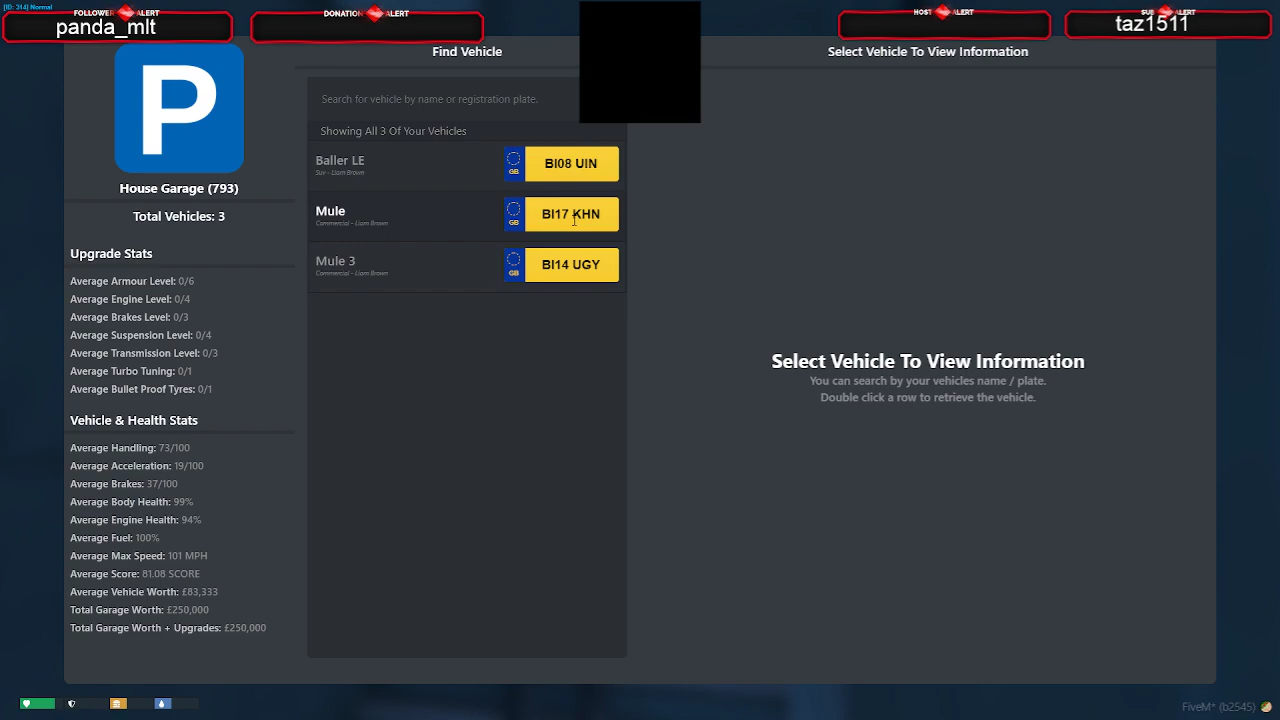 [ID: 314] Normal
FOLLOWER ALERT
panda_mlt
DONATION ALERT
HOST ALERT
SUB ALERT
taz1511
P
House Garage (793)
Total Vehicles: 3
Upgrade Stats
Average Armour Level: 0/6
Average Engine Level: 0/4
Average Brakes Level: 0/3
Average Suspension Level: 0/4
Average Transmission Level: 0/3
Average Turbo Tuning: 0/1
Average Bullet Proof Tyres: 0/1
Vehicle & Health Stats
Average Handling: 73/100
Average Acceleration: 19/100
Average Brakes: 37/100
Average Body Health: 99%
Average Engine Health: 94%
Average Fuel: 100%
Average Max Speed: 101 MPH
Average Score: 81.08 SCORE
Average Vehicle Worth: £83,333
Total Garage Worth: £250,000
Total Garage Worth + Upgrades: £250,000
Find Vehicle
Search for vehicle by name or registration plate.
Showing All 3 Of Your Vehicles
Baller LE
Suv - Liam Brown
GB BI08 UIN
Mule
Commercial - Liam Brown
GB BI17 KHN
Mule 3
Commercial - Liam Brown
GB BI14 UGY
Select Vehicle To View Information
Select Vehicle To View Information
You can search by your vehicles name / plate.
Double click a row to retrieve the vehicle.
FiveM* (b2545)